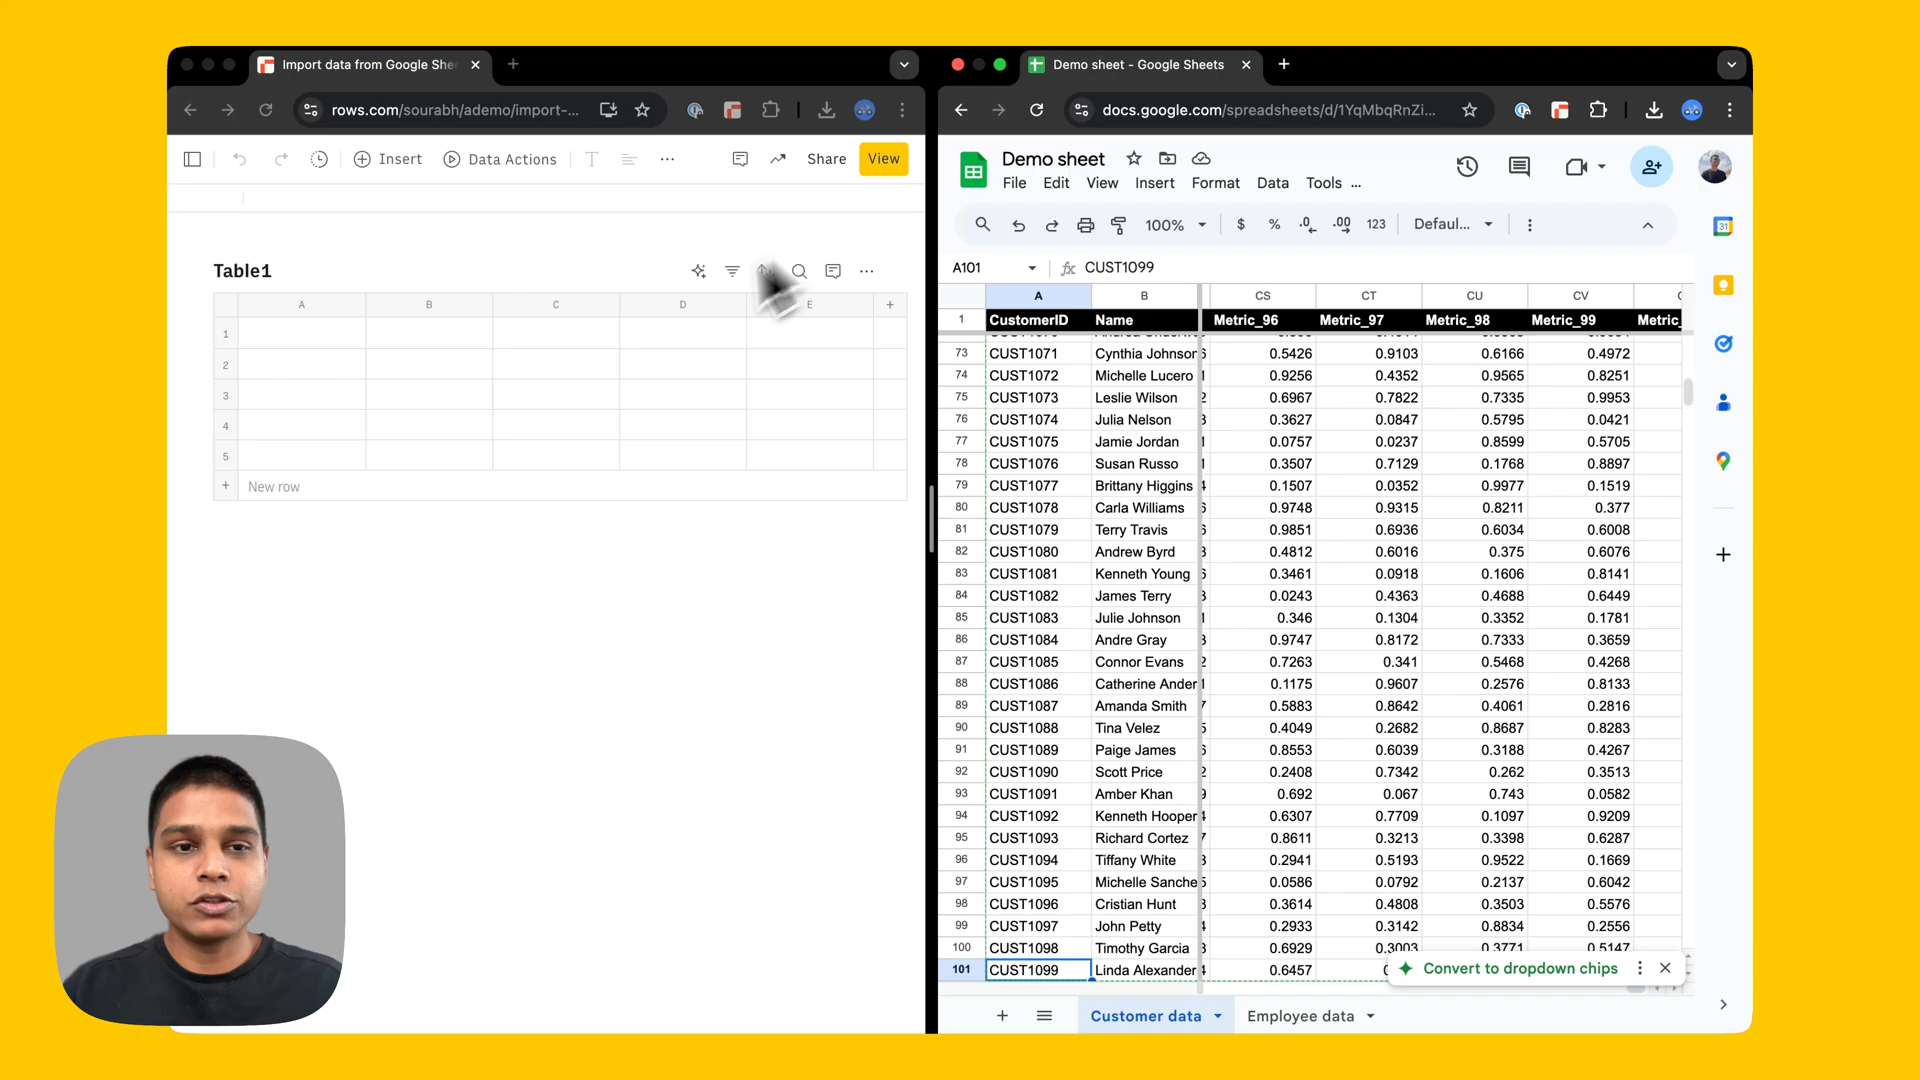 Import data from Google She
rows.com/sourabh/ademo/import-...
Insert
Data Actions
Share
View
Table1
A B C D E
1
2
3
4
5
New row
Demo sheet - Google Sheets
docs.google.com/spreadsheets/d/1YqMbqRnZi...
Demo sheet
File Edit View Insert Format Data Tools ...
100% $ % .0 .00 123 Defaul...
A101 fx CUST1099
A B CS CT CU CV
1 CustomerID Name Metric_96 Metric_97 Metric_98 Metric_99 Metric_
73 CUST1071 Cynthia Johnson 0.5426 0.9103 0.6166 0.4972
74 CUST1072 Michelle Lucero 0.9256 0.4352 0.9565 0.8251
75 CUST1073 Leslie Wilson 0.6967 0.7822 0.7335 0.9953
76 CUST1074 Julia Nelson 0.3627 0.0847 0.5795 0.0421
77 CUST1075 Jamie Jordan 0.0757 0.0237 0.8599 0.5705
78 CUST1076 Susan Russo 0.3507 0.7129 0.1768 0.8897
79 CUST1077 Brittany Higgins 0.1507 0.0352 0.9977 0.1519
80 CUST1078 Carla Williams 0.9748 0.9315 0.8211 0.377
81 CUST1079 Terry Travis 0.9851 0.6936 0.6034 0.6008
82 CUST1080 Andrew Byrd 0.4812 0.6016 0.375 0.6076
83 CUST1081 Kenneth Young 0.3461 0.0918 0.1606 0.8141
84 CUST1082 James Terry 0.0243 0.4363 0.4688 0.6449
85 CUST1083 Julie Johnson 0.346 0.1304 0.3352 0.1781
86 CUST1084 Andre Gray 0.9747 0.8172 0.7333 0.3659
87 CUST1085 Connor Evans 0.7263 0.341 0.5468 0.4268
88 CUST1086 Catherine Ander 0.1175 0.9607 0.2576 0.8133
89 CUST1087 Amanda Smith 0.5883 0.8642 0.4061 0.2816
90 CUST1088 Tina Velez 0.4049 0.2682 0.8687 0.8283
91 CUST1089 Paige James 0.8553 0.6039 0.3188 0.4267
92 CUST1090 Scott Price 0.2408 0.7342 0.262 0.3513
93 CUST1091 Amber Khan 0.692 0.067 0.743 0.0582
94 CUST1092 Kenneth Hooper 0.6307 0.7709 0.1097 0.9209
95 CUST1093 Richard Cortez 0.8611 0.3213 0.3398 0.6287
96 CUST1094 Tiffany White 0.2941 0.5193 0.9522 0.1669
97 CUST1095 Michelle Sanche 0.0586 0.0792 0.2137 0.6042
98 CUST1096 Cristian Hunt 0.3614 0.4808 0.3503 0.5576
99 CUST1097 John Petty 0.2933 0.3142 0.8834 0.2556
100 CUST1098 Timothy Garcia 0.6929 0.3003 0.3771 0.5147
101 CUST1099 Linda Alexander 0.6457
Convert to dropdown chips
Customer data
Employee data
31